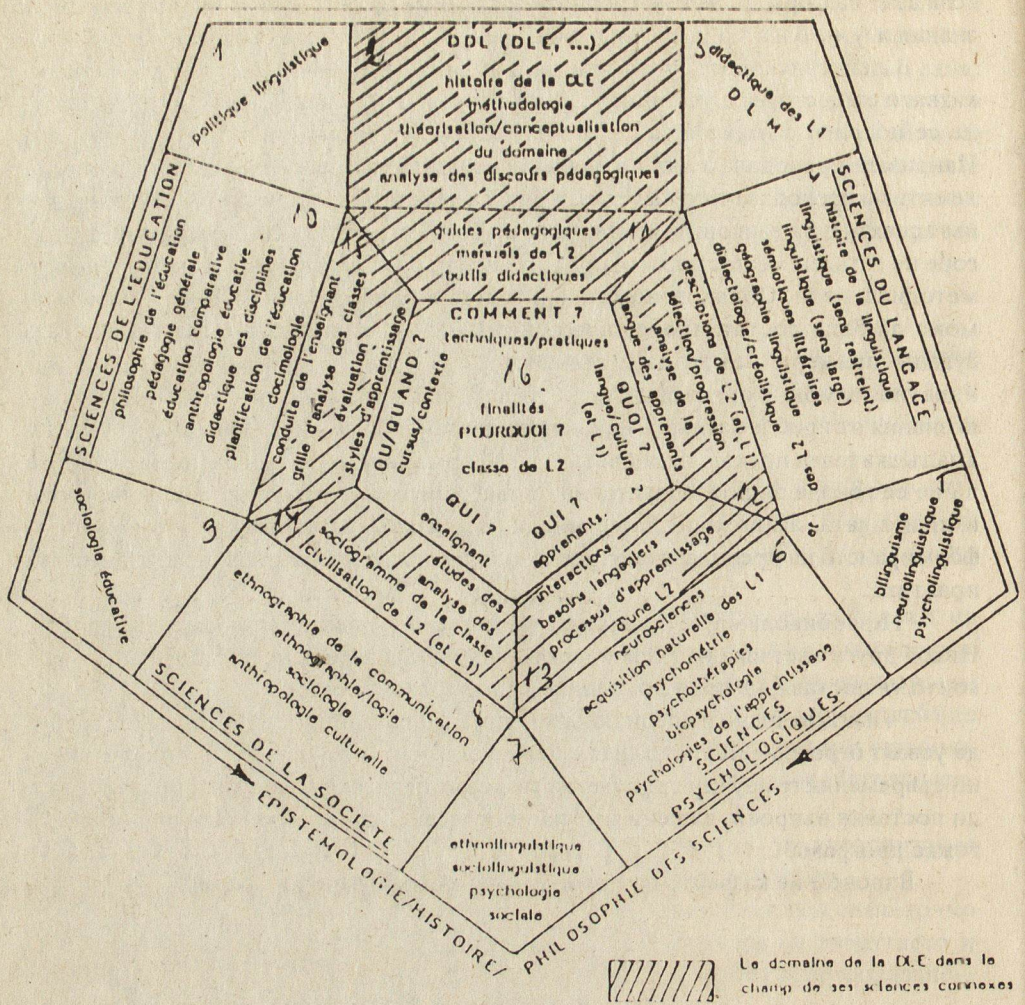 1
politique linguistique
2
DDL (DLE, ...)
histoire de la DLE
méthodologie
théorisation/conceptualisation
du domaine
analyse des discours pédagogiques
3
didactique des L1
D L M
SCIENCES DE L'ÉDUCATION
10
philosophie de l'éducation
pédagogie générale
éducation comparative
anthropologie éducative
didactique des disciplines
planification de l'éducation
docimologie
15
conduite de l'enseignant
grille d'analyse des classes
évaluation
styles d'apprentissage
guides pédagogiques
manuels de L2
outils didactiques
11
SCIENCES DU LANGAGE
histoire de la linguistique
linguistique (sens restreint)
linguistique (sens large)
sémiotiques littéraires
géographie linguistique
dialectologie/créolistique
descriptions de L2 (et L1)
sélection/progression
analyse de la
langue des apprenants
des L2
OU/QUAND ?
cursus/contexte
COMMENT ?
techniques/pratiques
16
finalités
POURQUOI ?
classe de L2
QUOI ?
langue/culture 2
(et L1)
QUI ?
enseignant
QUI ?
apprenants
9
sociologie éducative
14
études des
analyse des
sociogramme de la classe
(civilisation de L2 (et L1)
12
interactions
besoins langagiers
processus d'apprentissage
d'une L2
13
6
bilinguisme
neurolinguistique
psycholinguistique
8
ethnographie de la communication
ethnographie/logie
sociologie
anthropologie culturelle
SCIENCES DE LA SOCIETE
neurosciences
acquisition naturelle des L1
psychométrie
psychothérapies
biopsychologie
psychologies de l'apprentissage
SCIENCES
PSYCHOLOGIQUES
7
ethnolinguistique
sociolinguistique
psychologie
sociale
EPISTEMOLOGIE/HISTOIRE/
PHILOSOPHIE DES SCIENCES
Le domaine de la DLE dans le
champ de ses sciences connexes